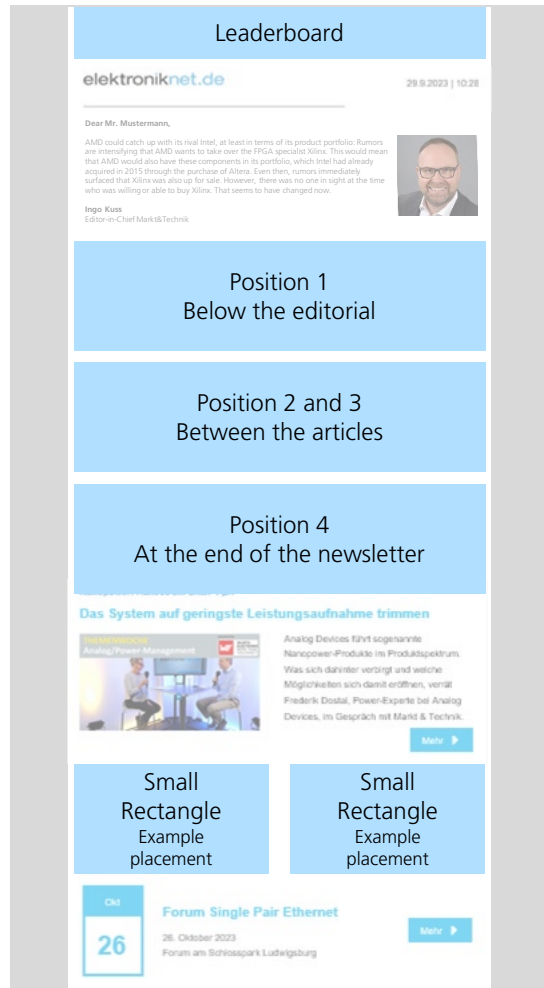 Leaderboard
elektroniknet.de
29.9.2023 | 10:28
Dear Mr. Mustermann,
AMD could catch up with its rival Intel, at least in terms of its product portfolio: Rumors
are intensifying that AMD wants to take over the FPGA specialist Xilinx. This would mean
that AMD would also have these components in its portfolio, which Intel had already
acquired in 2015 through the purchase of Altera. Even then, rumors immediately
surfaced that Xilinx was also up for sale. However, there was no one in sight at the time
who was willing or able to buy Xilinx. That seems to have changed now.
Ingo Kuss
Editor-in-Chief Markt&Technik
Position 1
Below the editorial
Position 2 and 3
Between the articles
Position 4
At the end of the newsletter
Das System auf geringste Leistungsaufnahme trimmen
THEMENWOCHE
Analog/Power-Management
Analog Devices führt sogenannte
Nanopower-Produkte im Produktspektrum.
Was sich dahinter verbirgt und welche
Möglichkeiten sich damit eröffnen, verrät
Frederik Dostal, Power-Experte bei Analog
Devices, im Gespräch mit Markt & Technik.
Mehr
Small
Rectangle
Example
placement
Small
Rectangle
Example
placement
Okt
26
Forum Single Pair Ethernet
26. Oktober 2023
Forum am Schlosspark Ludwigsburg
Mehr